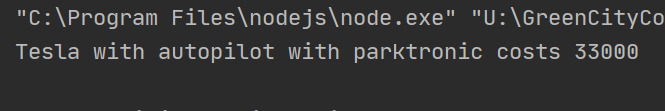 "C:\Program Files\nodejs\node.exe" "U:\GreenCityCo
Tesla with autopilot with parktronic costs 33000